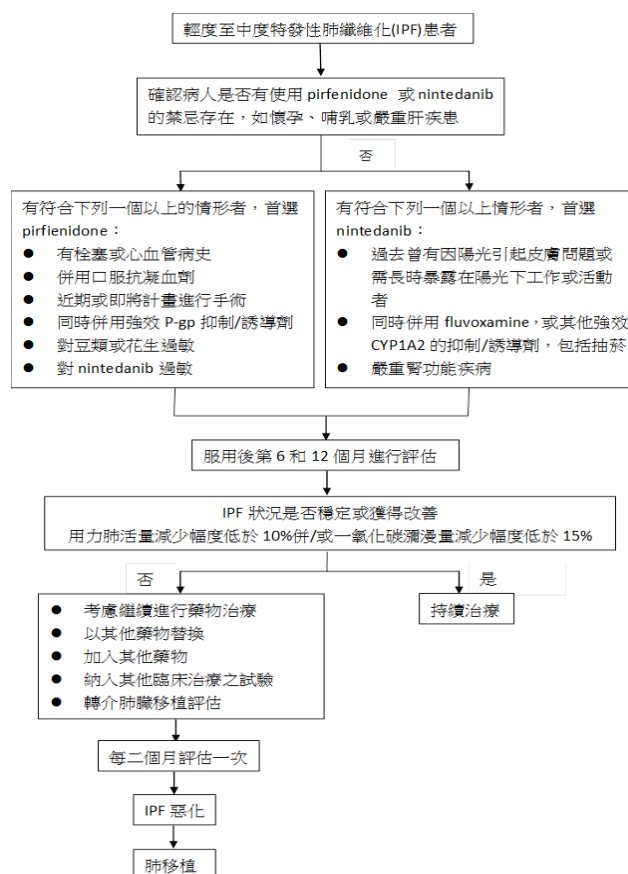 輕度至中度特發性肺纖維化(IPF)患者
確認病人是否有使用 pirfenidone 或 nintedanib
的禁忌存在，如懷孕、哺乳或嚴重肝疾患
否
有符合下列一個以上的情形者，首選
pirfienidone：
● 有栓塞或心血管病史
● 併用口服抗凝血劑
● 近期或即將計畫進行手術
● 同時併用強效 P-gp 抑制/誘導劑
● 對豆類或花生過敏
● 對 nintedanib 過敏
有符合下列一個以上情形者，首選
nintedanib：
● 過去曾有因陽光引起皮膚問題或
需長時暴露在陽光下工作或活動
者
● 同時併用 fluvoxamine，或其他強效
CYP1A2 的抑制/誘導劑，包括抽菸
● 嚴重腎功能疾病
服用後第 6 和 12 個月進行評估
IPF 狀況是否穩定或獲得改善
用力肺活量減少幅度低於 10%併/或一氧化碳瀰漫量減少幅度低於 15%
否
是
● 考慮繼續進行藥物治療
● 以其他藥物替換
● 加入其他藥物
● 納入其他臨床治療之試驗
● 轉介肺臟移植評估
持續治療
每二個月評估一次
IPF 惡化
肺移植